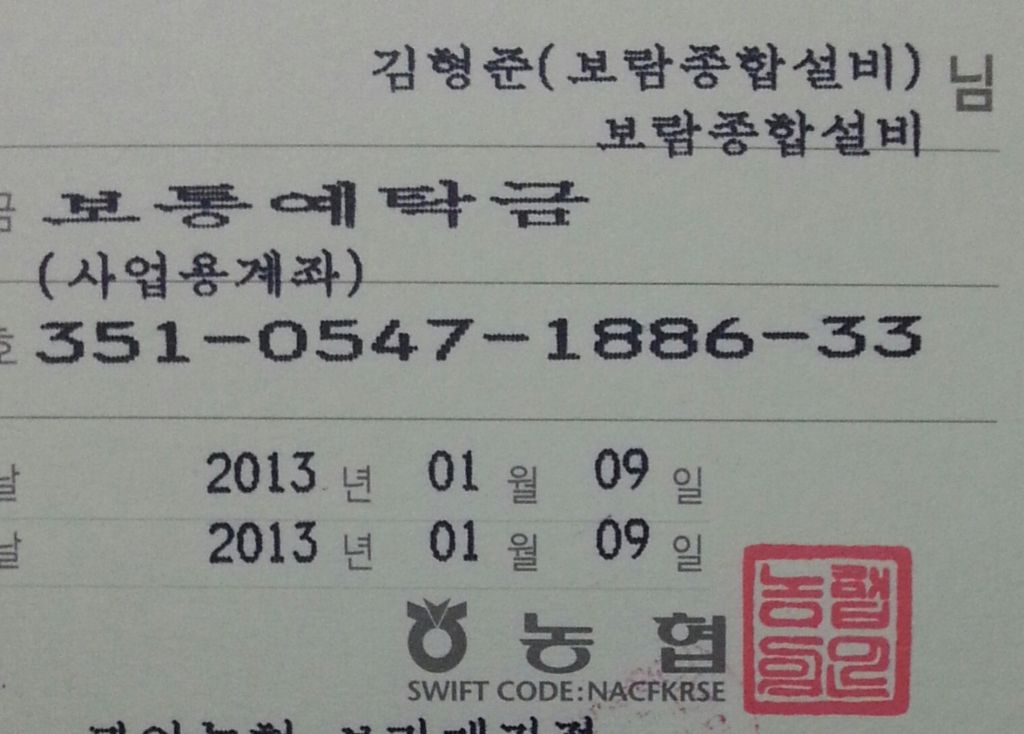 김형준(보람종합설비) 님
보람종합설비
보통예탁금
(사업용계좌)
351-0547-1886-33
2013 년 01 월 09 일
2013 년 01 월 09 일
농협
SWIFT CODE:NACFKRSE